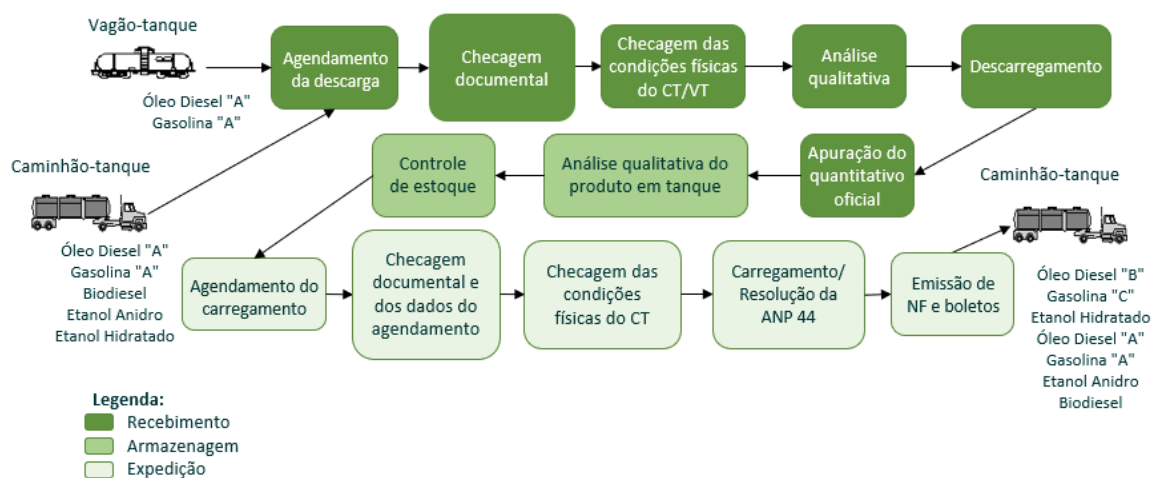 Vagão-tanque
Óleo Diesel "A"
Gasolina "A"
Agendamento
da descarga
Checagem
documental
Checagem das
condições físicas
do CT/VT
Análise
qualitativa
Descarregamento
Caminhão-tanque
Óleo Diesel "A"
Gasolina "A"
Biodiesel
Etanol Anidro
Etanol Hidratado
Controle
de estoque
Análise qualitativa do
produto em tanque
Apuração do
quantitativo
oficial
Caminhão-tanque
Óleo Diesel "B"
Gasolina "C"
Etanol Hidratado
Óleo Diesel "A"
Gasolina "A"
Etanol Anidro
Biodiesel
Agendamento do
carregamento
Checagem
documental e
dos dados do
agendamento
Checagem das
condições
físicas do CT
Carregamento/
Resolução da
ANP 44
Emissão de
NF e boletos
Legenda:
Recebimento
Armazenagem
Expedição